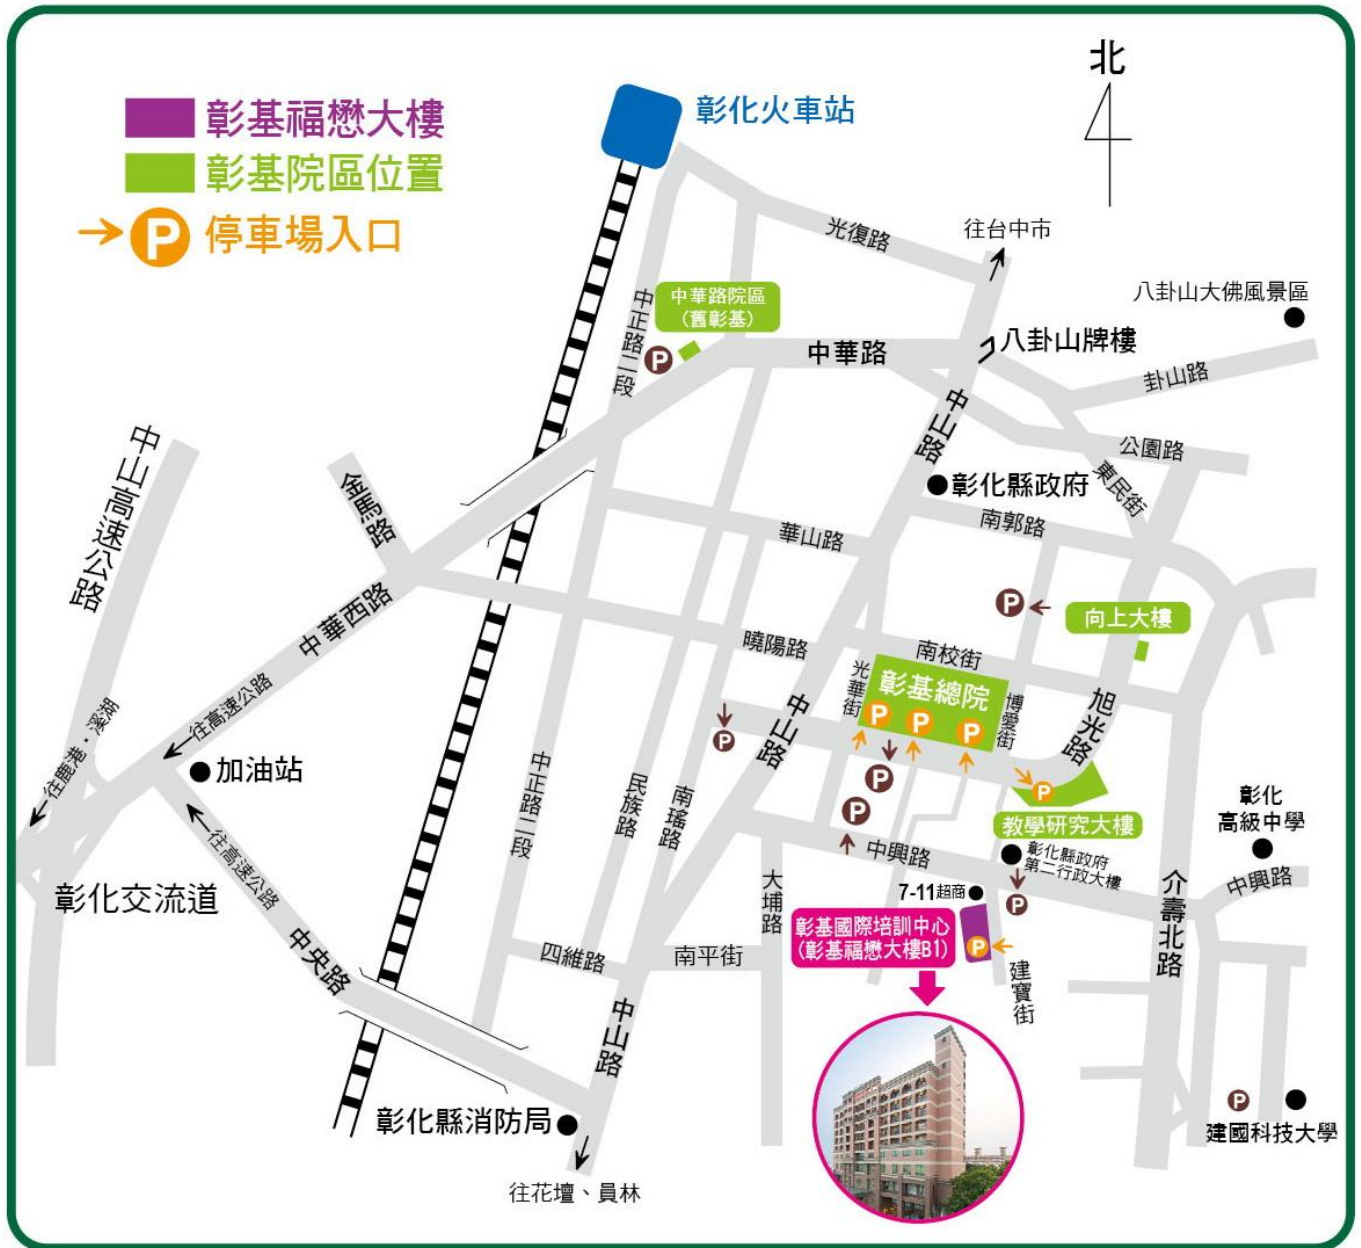 北
彰基福懋大樓
彰基院區位置
P 停車場入口
彰化火車站
光復路
往台中市
八卦山大佛風景區
中華路院區
(舊彰基)
中正路二段
P
中華路
八卦山牌樓
卦山路
中山路
公園路
東民街
彰化縣政府
南郭路
華山路
中山高速公路
金馬路
中華西路
P
向上大樓
曉陽路
南校街
光華街
彰基總院
P
P
P
博愛街
旭光路
往鹿港·溪湖
往高速公路
加油站
中山路
P
P
P
P
教學研究大樓
彰化
高級中學
中正路二段
民族路
南瑤路
中興路
彰化縣政府
第二行政大樓
P
中興路
往高速公路
彰化交流道
大埔路
7-11超商
彰基國際培訓中心
(彰基福懋大樓B1)
P
介壽北路
中央路
四維路
南平街
建寶街
中山路
彰化縣消防局
P
建國科技大學
往花壇、員林